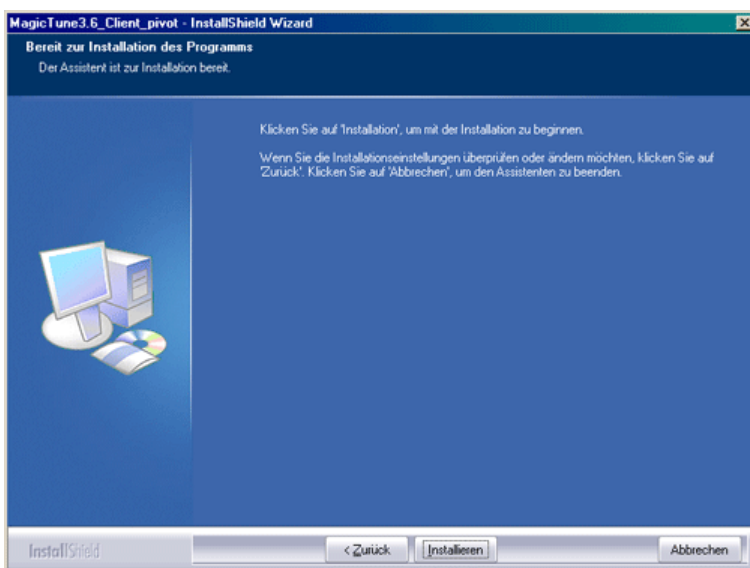 MagicTune3.6_Client_pivot - InstallShield Wizard
Bereit zur Installation des Programms
Der Assistent ist zur Installation bereit.
Klicken Sie auf 'Installation', um mit der Installation zu beginnen.
Wenn Sie die Installationseinstellungen überprüfen oder ändern möchten, klicken Sie auf
'Zurück'. Klicken Sie auf 'Abbrechen', um den Assistenten zu beenden.
InstallShield
< Zurück
Installieren
Abbrechen